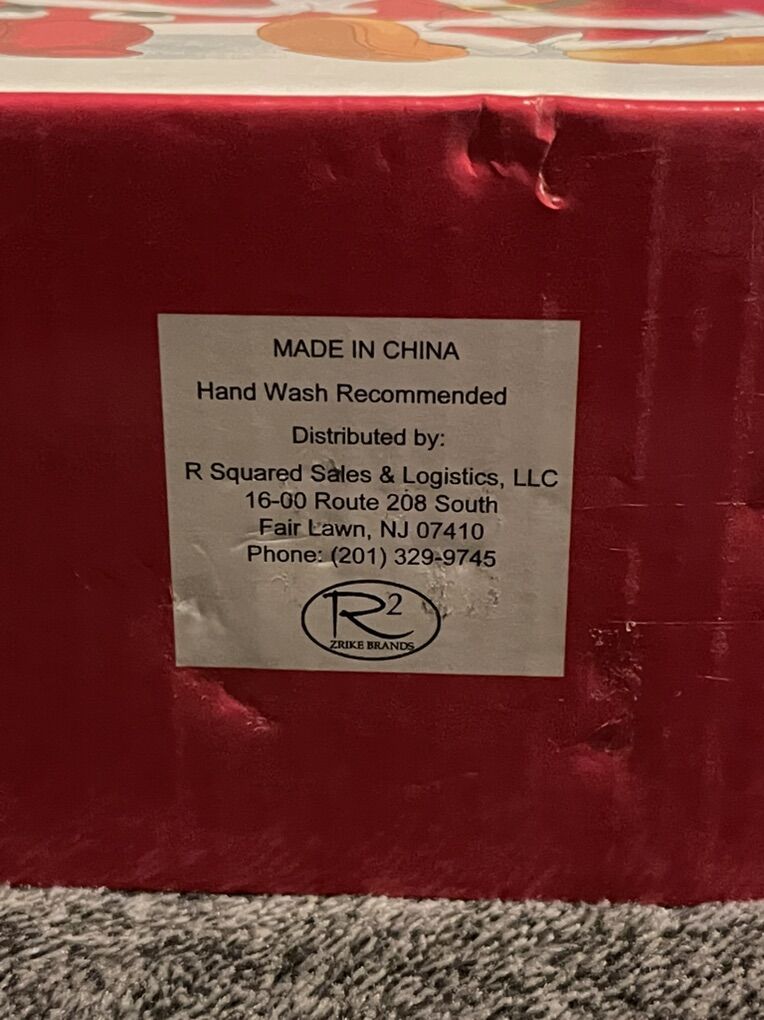 MADE IN CHINA
Hand Wash Recommended
Distributed by:
R Squared Sales & Logistics, LLC
16-00 Route 208 South
Fair Lawn, NJ 07410
Phone: (201) 329-9745
R2
ZRIKE BRANDS